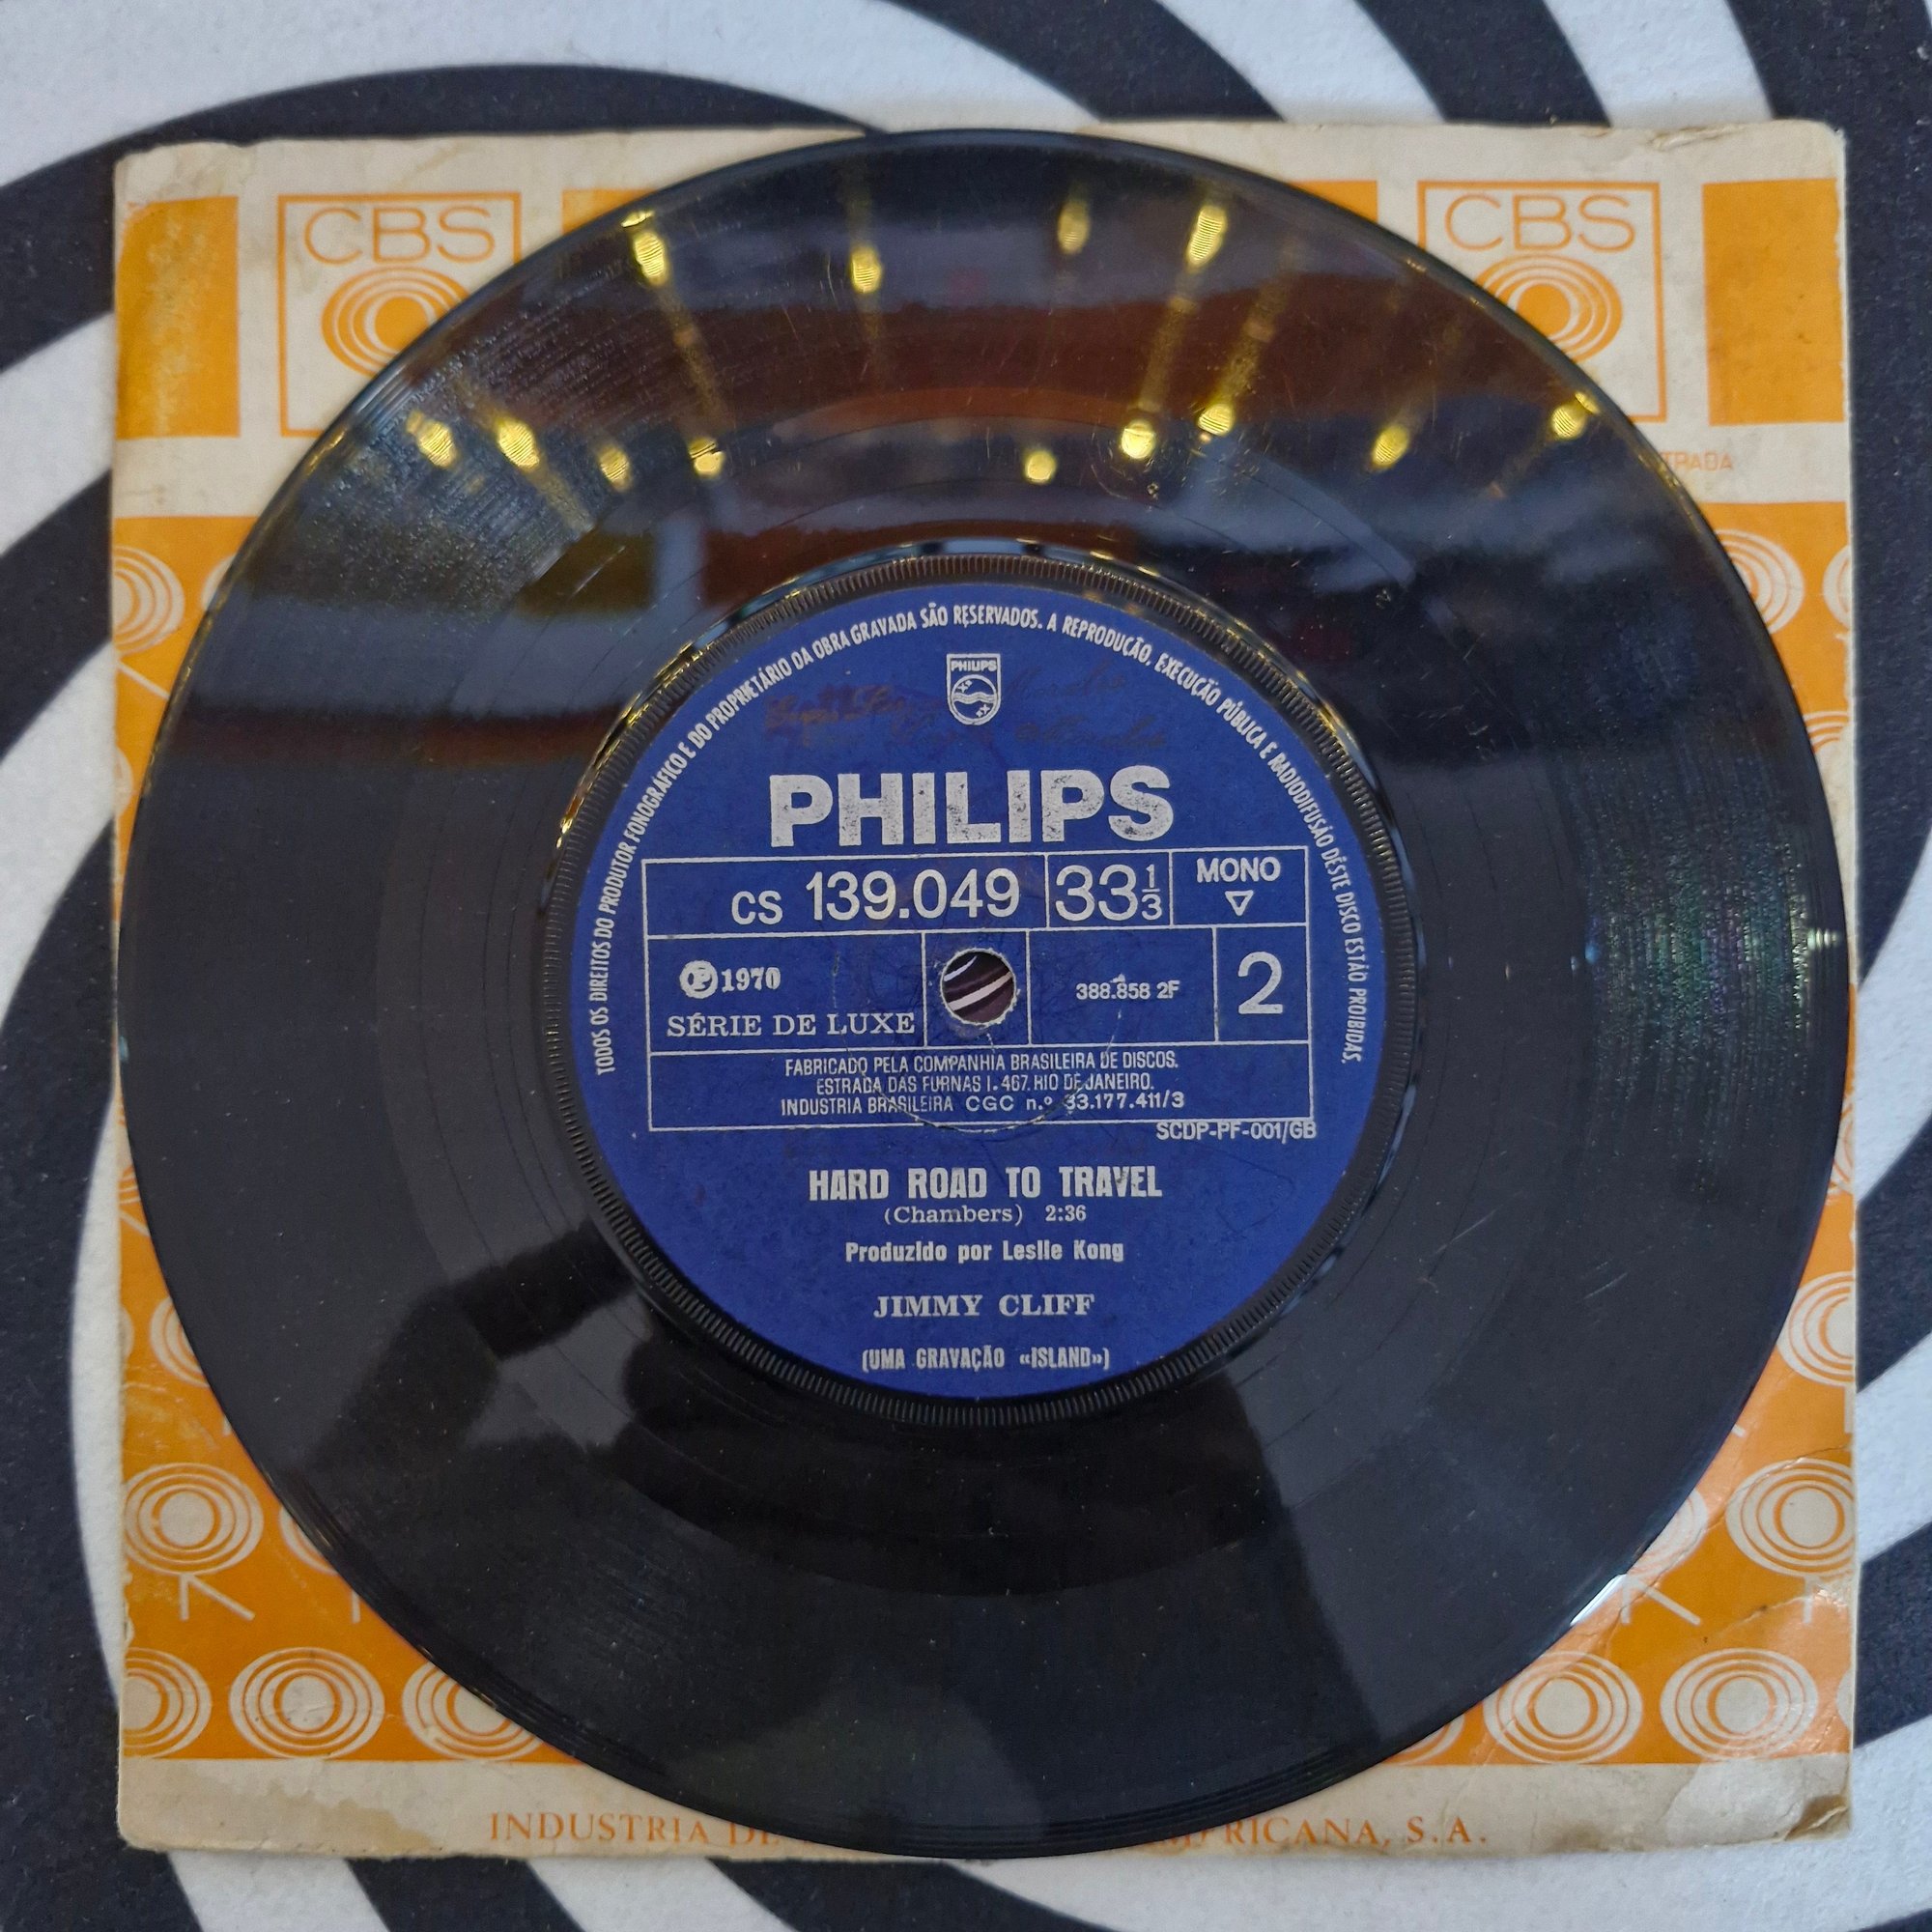 CBS
CBS
TRADA
TODOS OS DIREITOS DO PRODUTOR FONOGRÁFICO E DO PROPRIETÁRIO DA OBRA GRAVADA SÃO RESERVADOS. A REPRODUÇÃO, EXECUÇÃO PÚBLICA E RADIODIFUSÃO DÊSTE DISCO ESTÃO PROIBIDAS.
PHILIPS
PHILIPS
CS 139.049 33 1/3 MONO
Ⓟ 1970 388.858 2F 2
SÉRIE DE LUXE
FABRICADO PELA COMPANHIA BRASILEIRA DE DISCOS.
ESTRADA DAS FURNAS 1.467. RIO DE JANEIRO.
INDUSTRIA BRASILEIRA CGC n.º 33.177.411/3
SCDP-PF-001/GB
HARD ROAD TO TRAVEL
(Chambers) 2:36
Produzido por Leslie Kong
JIMMY CLIFF
(UMA GRAVAÇÃO «ISLAND»)
INDUSTRIA DE RICANA, S.A.